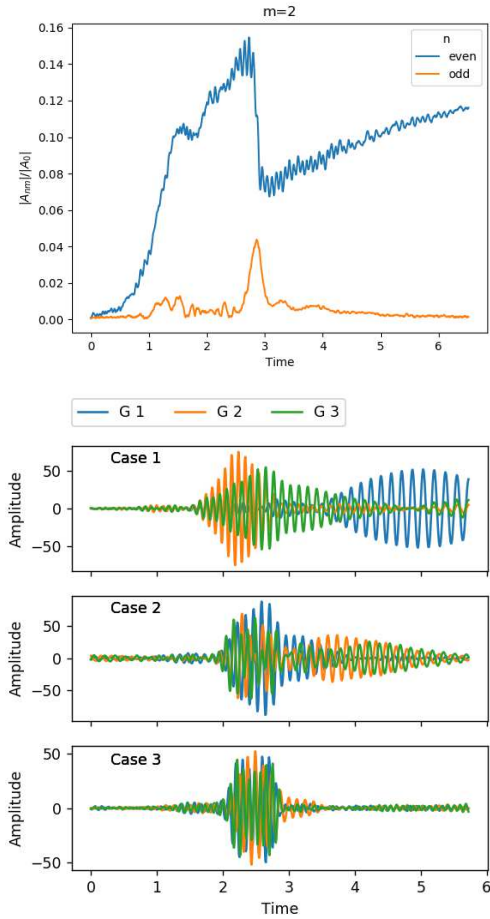 m=2
0.16
0.14
0.12
0.10
0.08
0.06
0.04
0.02
0.00
|Aₙₘ|/|A₀|
n
even
odd
0 1 2 3 4 5 6
Time
G 1 G 2 G 3
Case 1
50
0
−50
Amplitude
Case 2
50
0
−50
Amplitude
Case 3
50
0
−50
Amplitude
0 1 2 3 4 5 6
Time